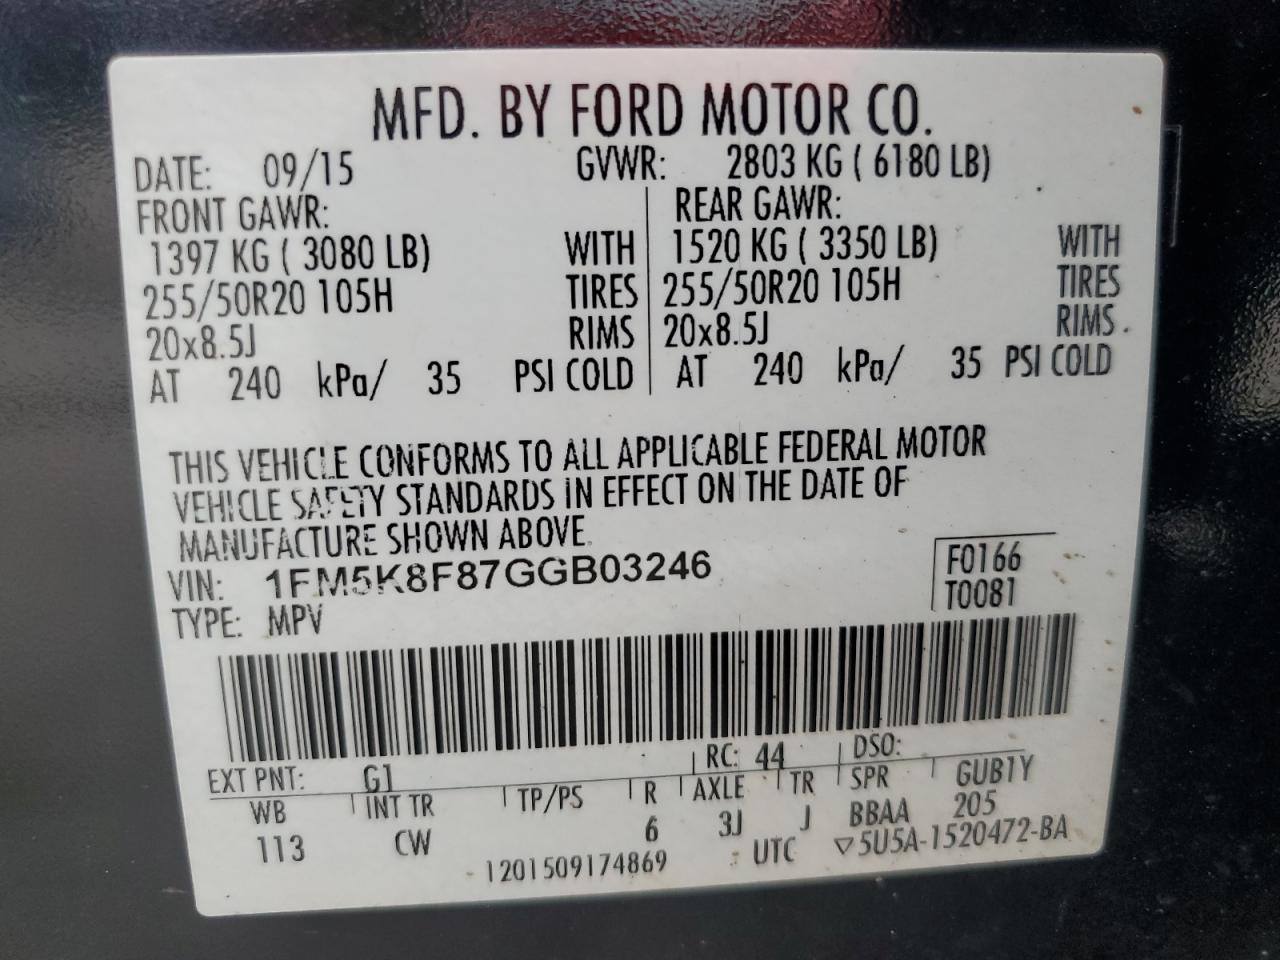 MFD. BY FORD MOTOR CO.
DATE: 09/15 GVWR: 2803 KG ( 6180 LB)
FRONT GAWR: REAR GAWR:
1397 KG ( 3080 LB) WITH 1520 KG ( 3350 LB) WITH
255/50R20 105H TIRES 255/50R20 105H TIRES
20x8.5J RIMS 20x8.5J RIMS
AT 240 kPa/ 35 PSI COLD AT 240 kPa/ 35 PSI COLD
THIS VEHICLE CONFORMS TO ALL APPLICABLE FEDERAL MOTOR
VEHICLE SAFETY STANDARDS IN EFFECT ON THE DATE OF
MANUFACTURE SHOWN ABOVE.
VIN: 1FM5K8F87GGB03246 F0166
TYPE: MPV T0081
EXT PNT: G1 RC: 44 DSO:
WB INT TR TP/PS R AXLE TR SPR GUB1Y
113 CW 6 3J J BBAA 205
1201509174869 UTC ▽5U5A-1520472-BA